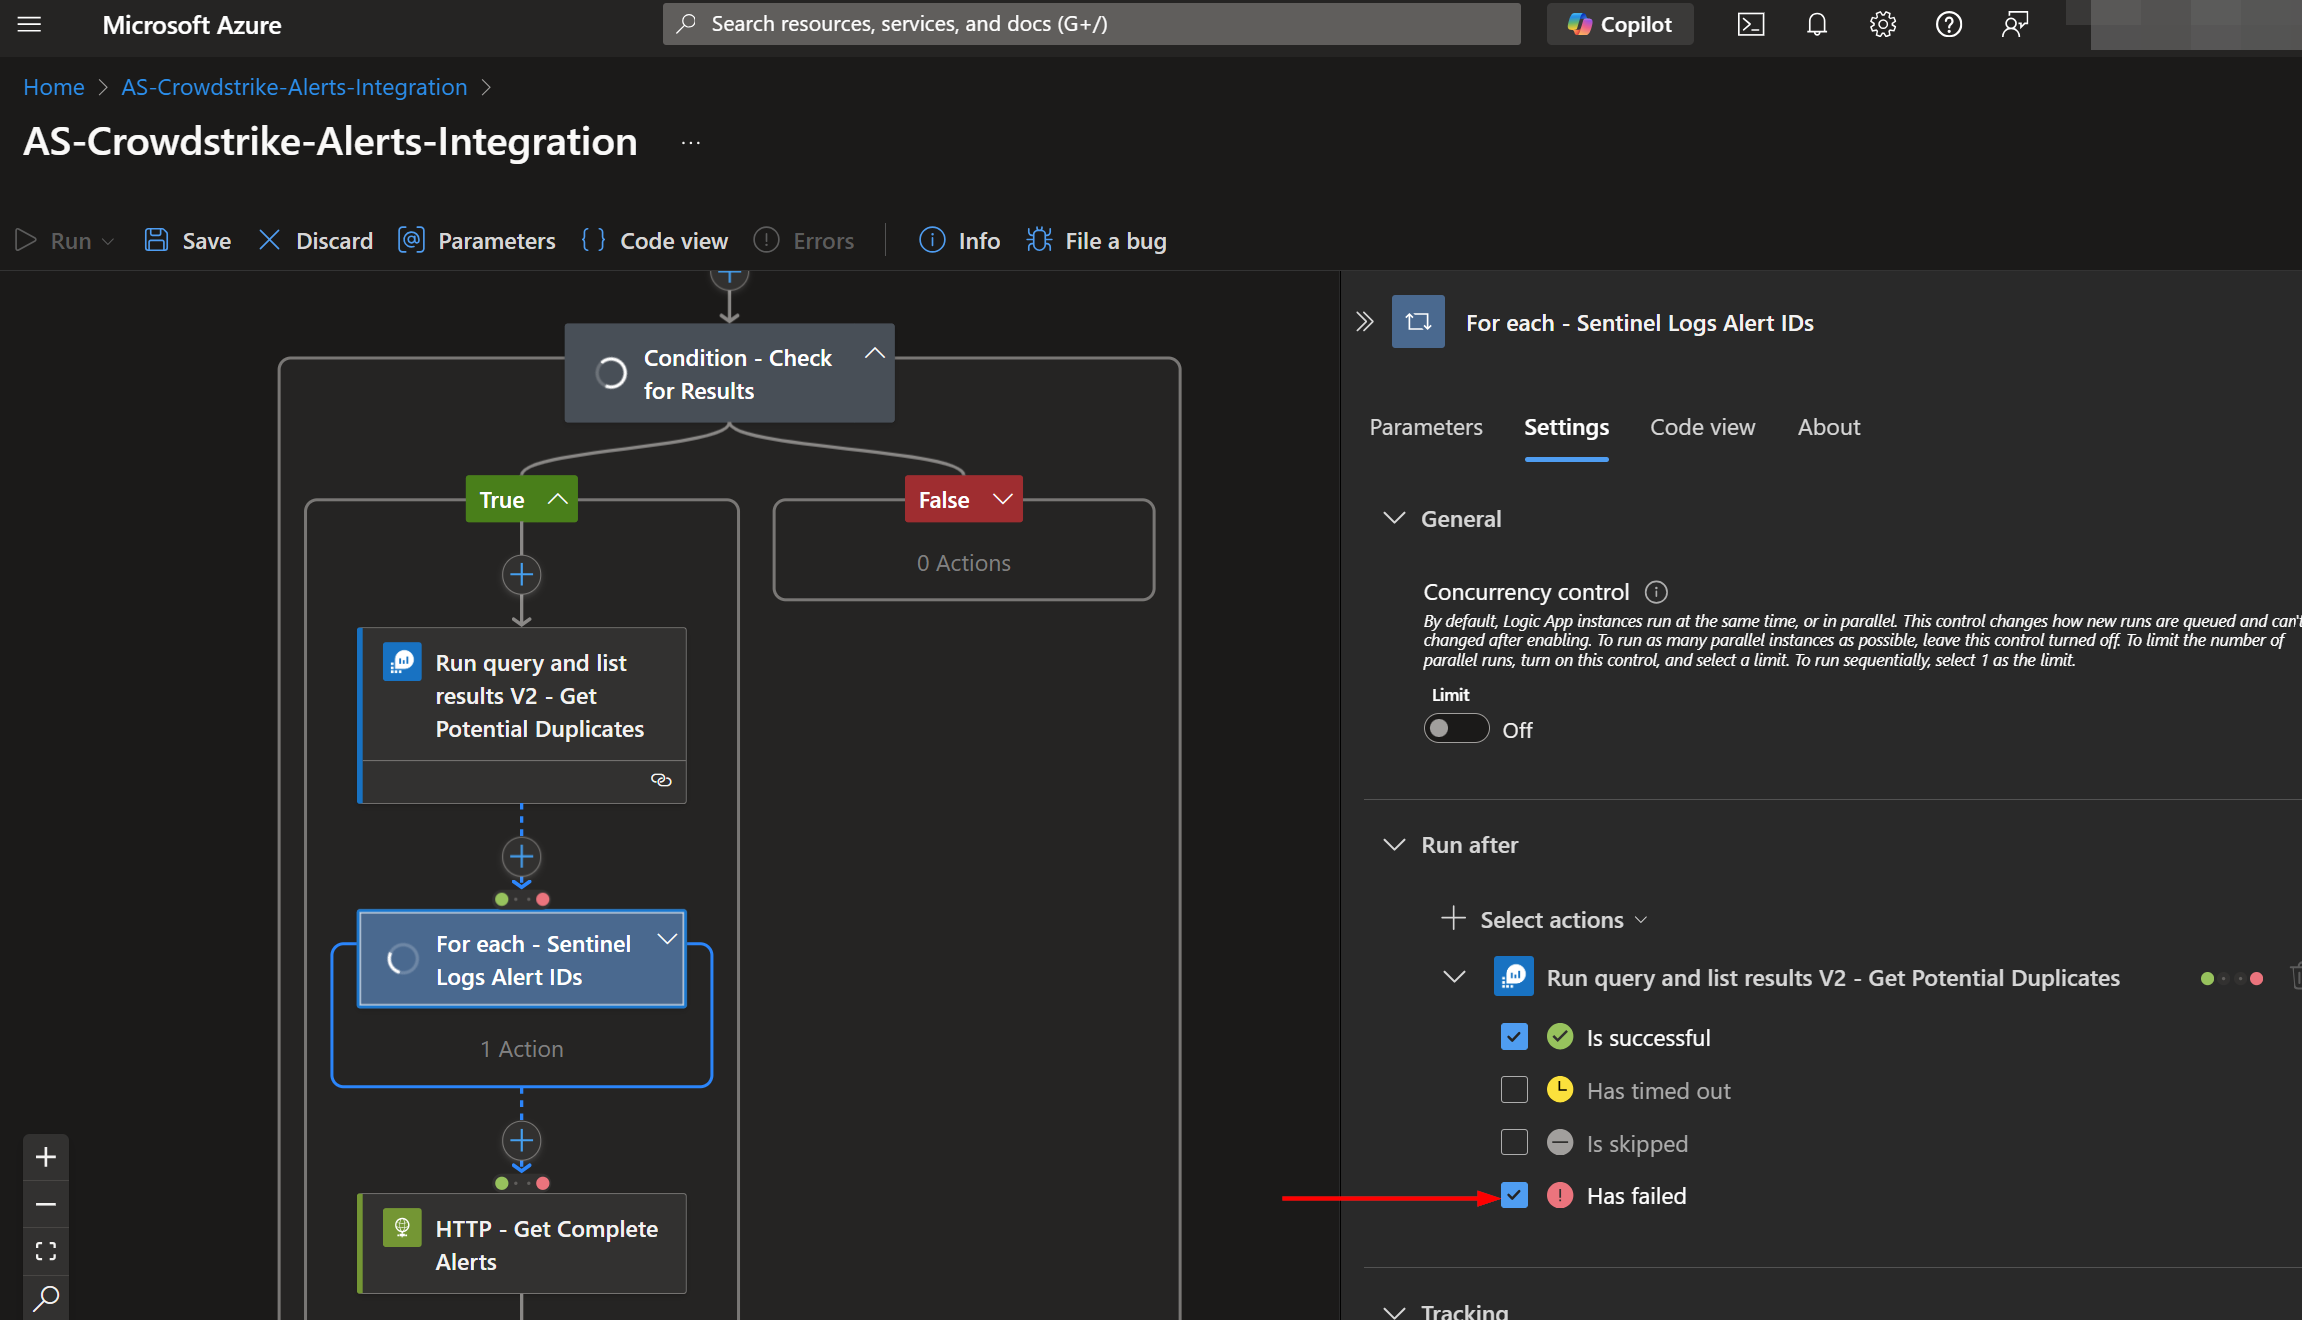 Microsoft Azure
Search resources, services, and docs (G+/)
Copilot
Home > AS-Crowdstrike-Alerts-Integration >
AS-Crowdstrike-Alerts-Integration ...
Run
Save
Discard
Parameters
Code view
Errors
Info
File a bug
Condition - Check
for Results
True
False
0 Actions
Run query and list
results V2 - Get
Potential Duplicates
For each - Sentinel
Logs Alert IDs
1 Action
HTTP - Get Complete
Alerts
For each - Sentinel Logs Alert IDs
Parameters
Settings
Code view
About
General
Concurrency control
By default, Logic App instances run at the same time, or in parallel. This control changes how new runs are queued and can't
changed after enabling. To run as many parallel instances as possible, leave this control turned off. To limit the number of
parallel runs, turn on this control, and select a limit. To run sequentially, select 1 as the limit.
Limit
Off
Run after
Select actions
Run query and list results V2 - Get Potential Duplicates
Is successful
Has timed out
Is skipped
Has failed
Tracking